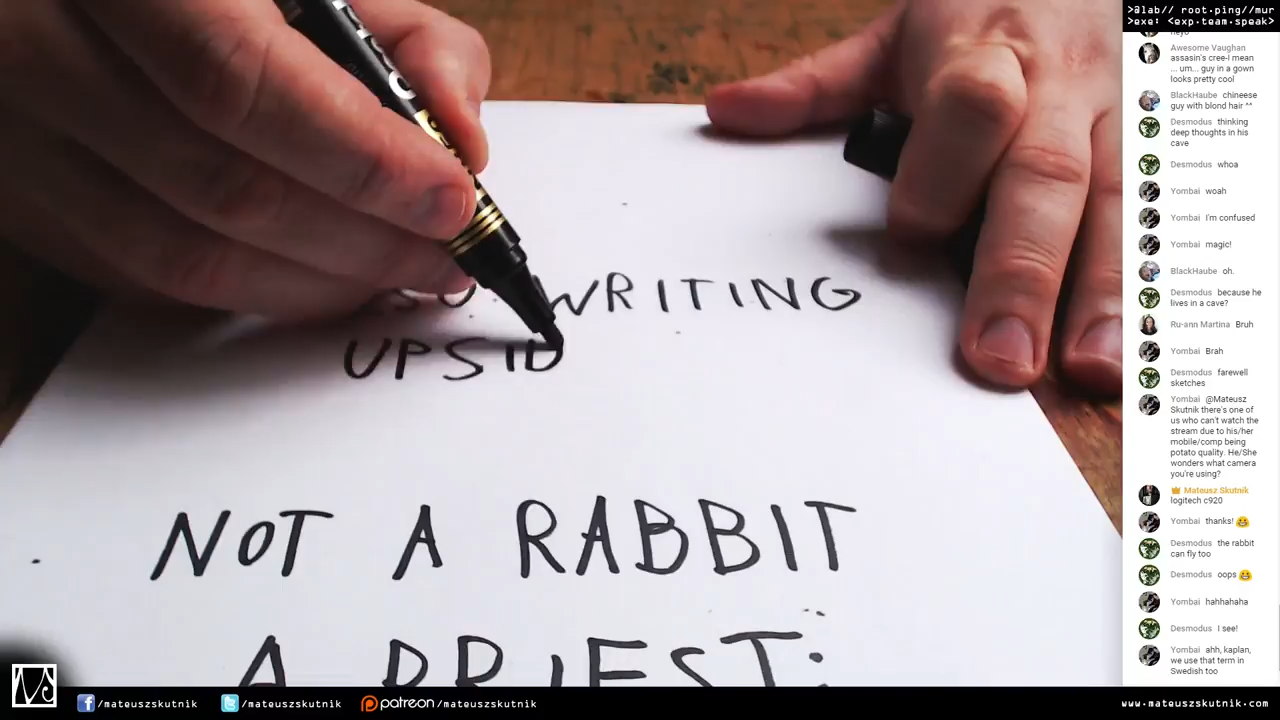 >@lab// root.ping//mur
>exe: <exp.team.speak>
heyo
Awesome Vaughan
assasin's cree-I mean
... um... guy in a gown
looks pretty cool
BlackHaube chineese
guy with blond hair ^^
Desmodus thinking
deep thoughts in his
cave
Desmodus whoa
Yombai woah
Yombai I'm confused
Yombai magic!
BlackHaube oh.
Desmodus because he
lives in a cave?
Ru-ann Martina Bruh
Yombai Brah
Desmodus farewell
sketches
Yombai @Mateusz
Skutnik there's one of
us who can't watch the
stream due to his/her
mobile/comp being
potato quality. He/She
wonders what camera
you're using?
Mateusz Skutnik
logitech c920
Yombai thanks! 😂
Desmodus the rabbit
can fly too
Desmodus oops 😂
Yombai hahhahaha
Desmodus I see!
Yombai ahh, kaplan,
we use that term in
Swedish too
SO. WRITING
UPSID
NOT A RABBIT
A PRIEST:
/mateuszskutnik
/mateuszskutnik
patreon/mateuszskutnik
www.mateuszskutnik.com